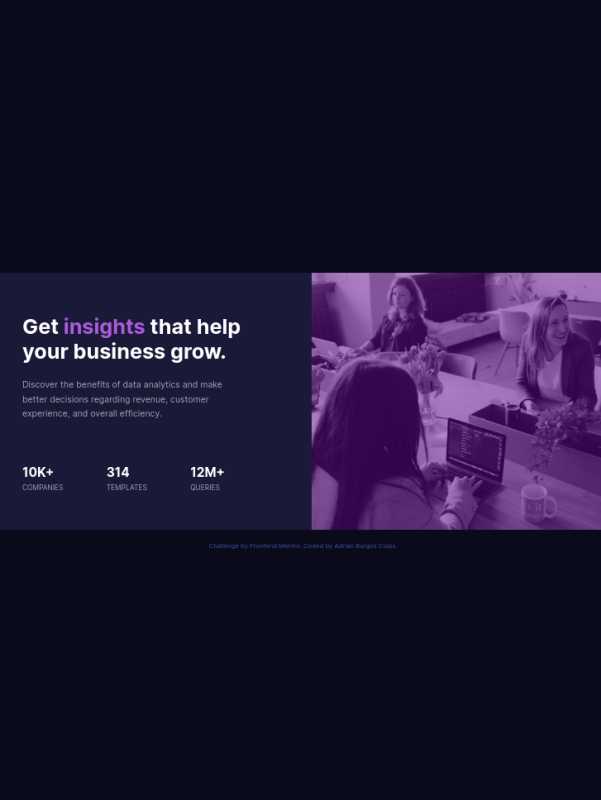 Get insights that help
your business grow.
Discover the benefits of data analytics and make
better decisions regarding revenue, customer
experience, and overall efficiency.
10K+ 314 12M+
COMPANIES TEMPLATES QUERIES
Challenge by Frontend Mentor. Coded by Adrian Burgos Cuba.